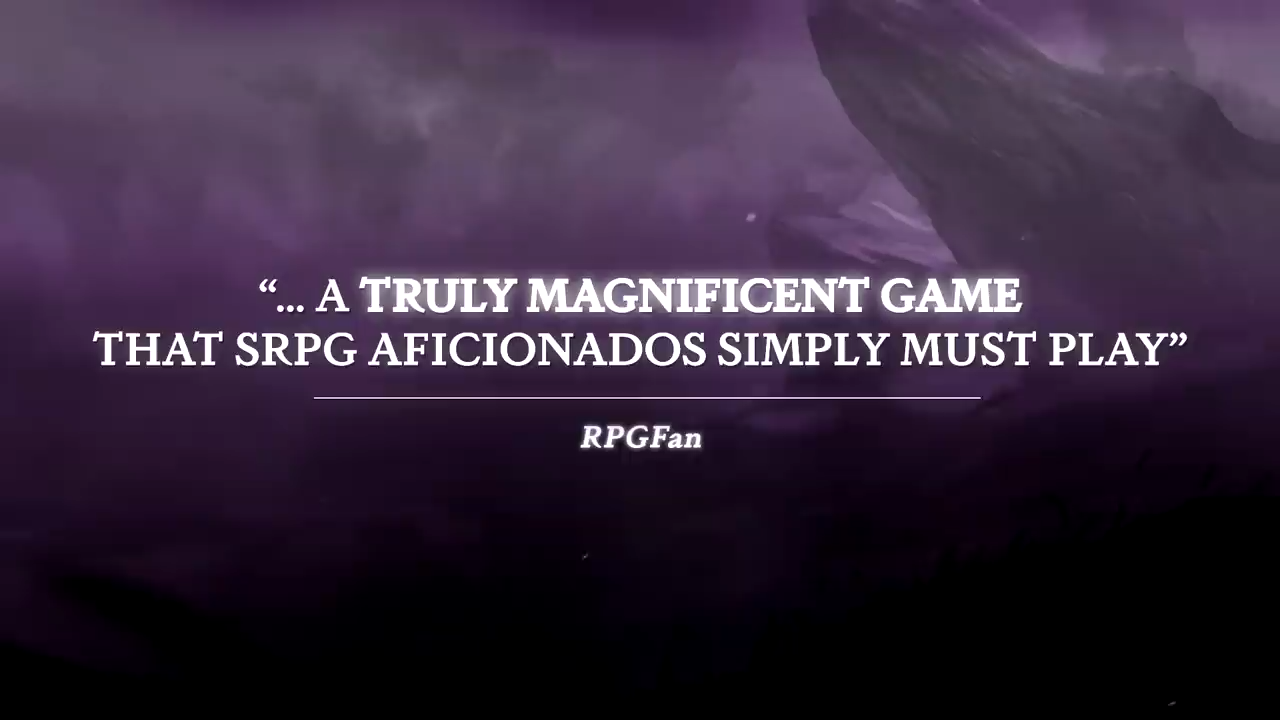 “... A TRULY MAGNIFICENT GAME
THAT SRPG AFICIONADOS SIMPLY MUST PLAY”
RPGFan